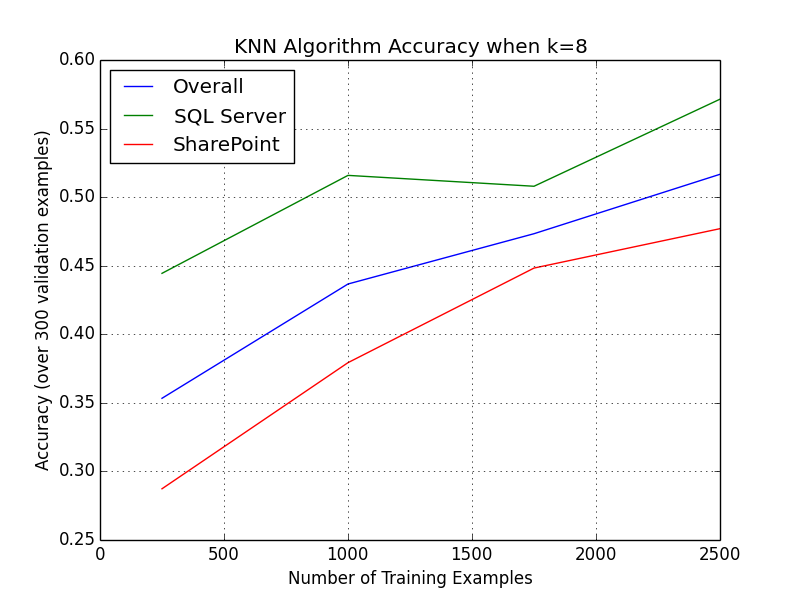 KNN Algorithm Accuracy when k=8
0.60
0.55
0.50
0.45
0.40
0.35
0.30
0.25
Accuracy (over 300 validation examples)
Overall
SQL Server
SharePoint
0 500 1000 1500 2000 2500
Number of Training Examples